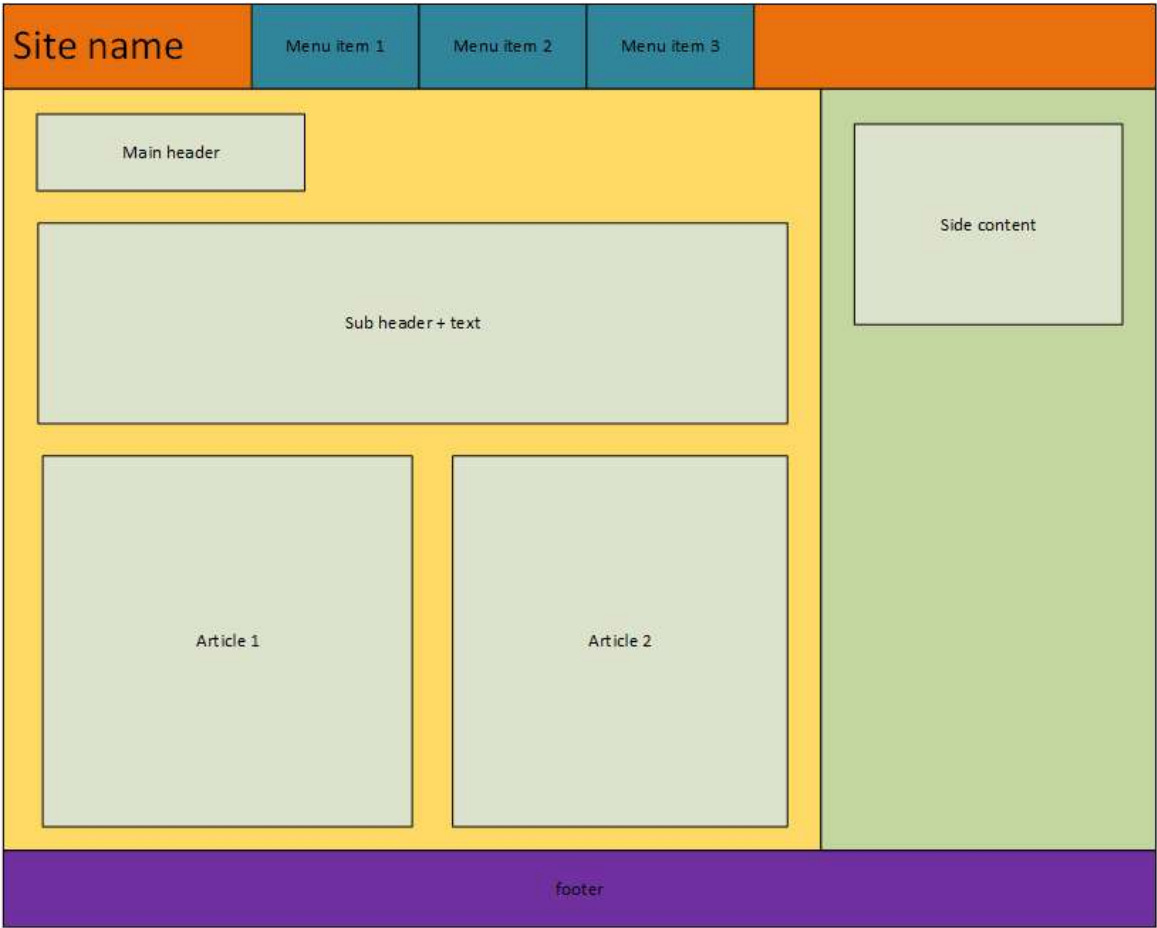 Site name
Menu item 1
Menu item 2
Menu item 3
Main header
Side content
Sub header + text
Article 1
Article 2
footer